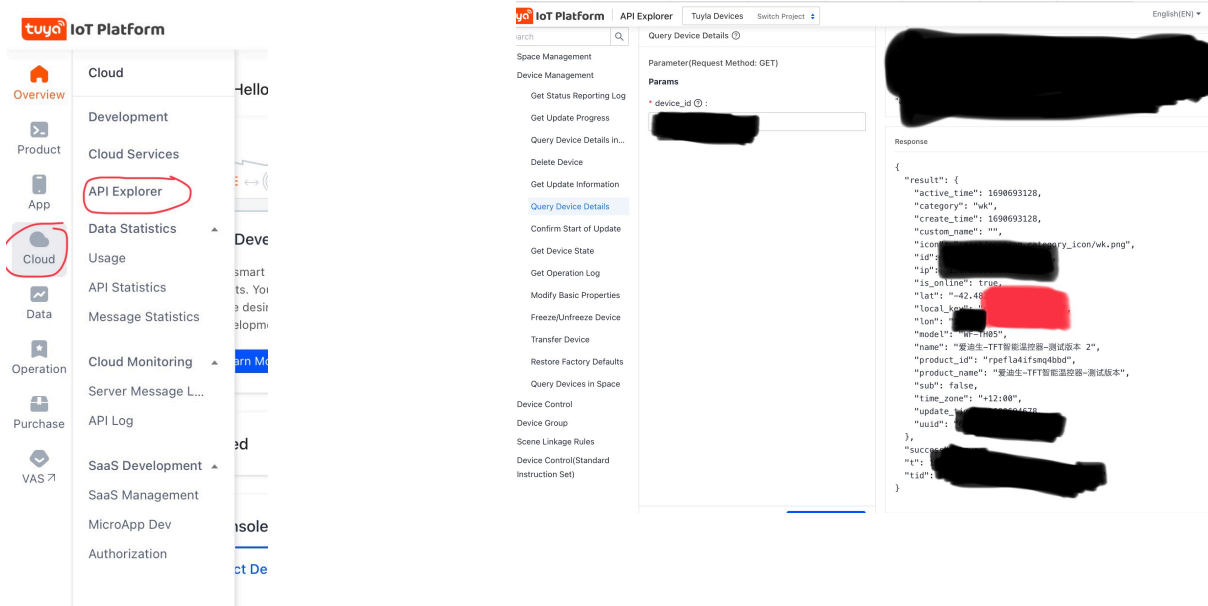 tuya IoT Platform
Overview
Product
App
Cloud
Data
Operation
Purchase
VAS
Cloud
Development
Cloud Services
API Explorer
Data Statistics
Usage
API Statistics
Message Statistics
Cloud Monitoring
Server Message L...
API Log
SaaS Development
SaaS Management
MicroApp Dev
Authorization
Hello
Deve
smart
ts. You
e desir
elopme
arn Mo
ed
nsole
ct De
IoT Platform API Explorer Tuyla Devices Switch Project English(EN)
arch
Space Management
Device Management
Get Status Reporting Log
Get Update Progress
Query Device Details in...
Delete Device
Get Update Information
Query Device Details
Confirm Start of Update
Get Device State
Get Operation Log
Modify Basic Properties
Freeze/Unfreeze Device
Transfer Device
Restore Factory Defaults
Query Devices in Space
Device Control
Device Group
Scene Linkage Rules
Device Control(Standard
Instruction Set)
Query Device Details
Parameter(Request Method: GET)
Params
* device_id :
Response
{
"result": {
"active_time": 1690693128,
"category": "wk",
"create_time": 1690693128,
"custom_name": "",
"icon tegory_icon/wk.png",
"id":
"ip":
"is_online": true,
"lat": "-42.48
"local_key
"lon": "
"model": "WF-TH05",
"name": "爱迪生-TFT智能温控器-测试版本 2",
"product_id": "rpefla4ifsmq4bbd",
"product_name": "爱迪生-TFT智能温控器-测试版本",
"sub": false,
"time_zone": "+12:00",
"update_ti
"uuid": "
},
"success
"t":
"tid":
}